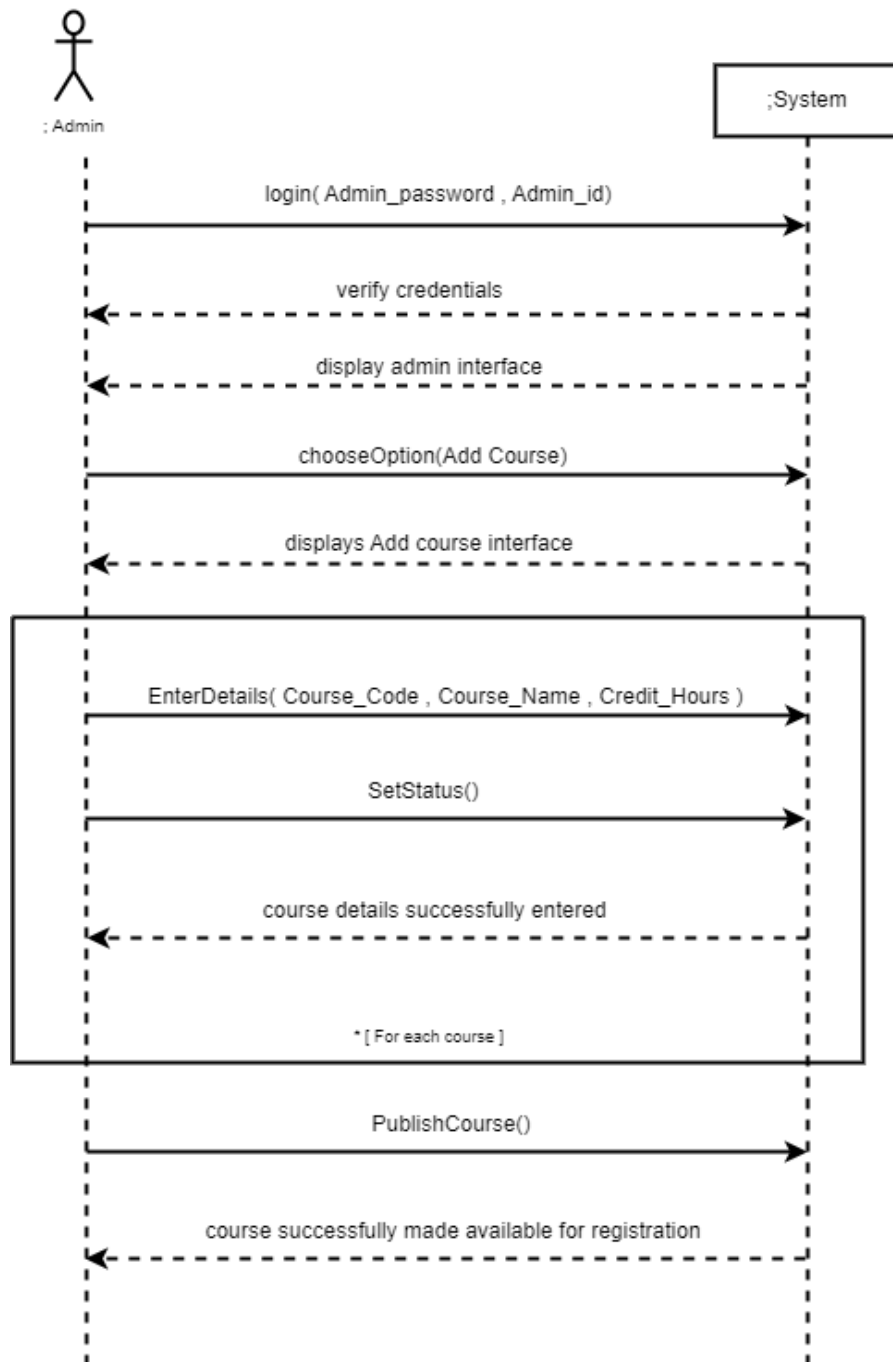 ; Admin
;System
login( Admin_password , Admin_id)
verify credentials
display admin interface
chooseOption(Add Course)
displays Add course interface
EnterDetails( Course_Code , Course_Name , Credit_Hours )
SetStatus()
course details successfully entered
* [ For each course ]
PublishCourse()
course successfully made available for registration